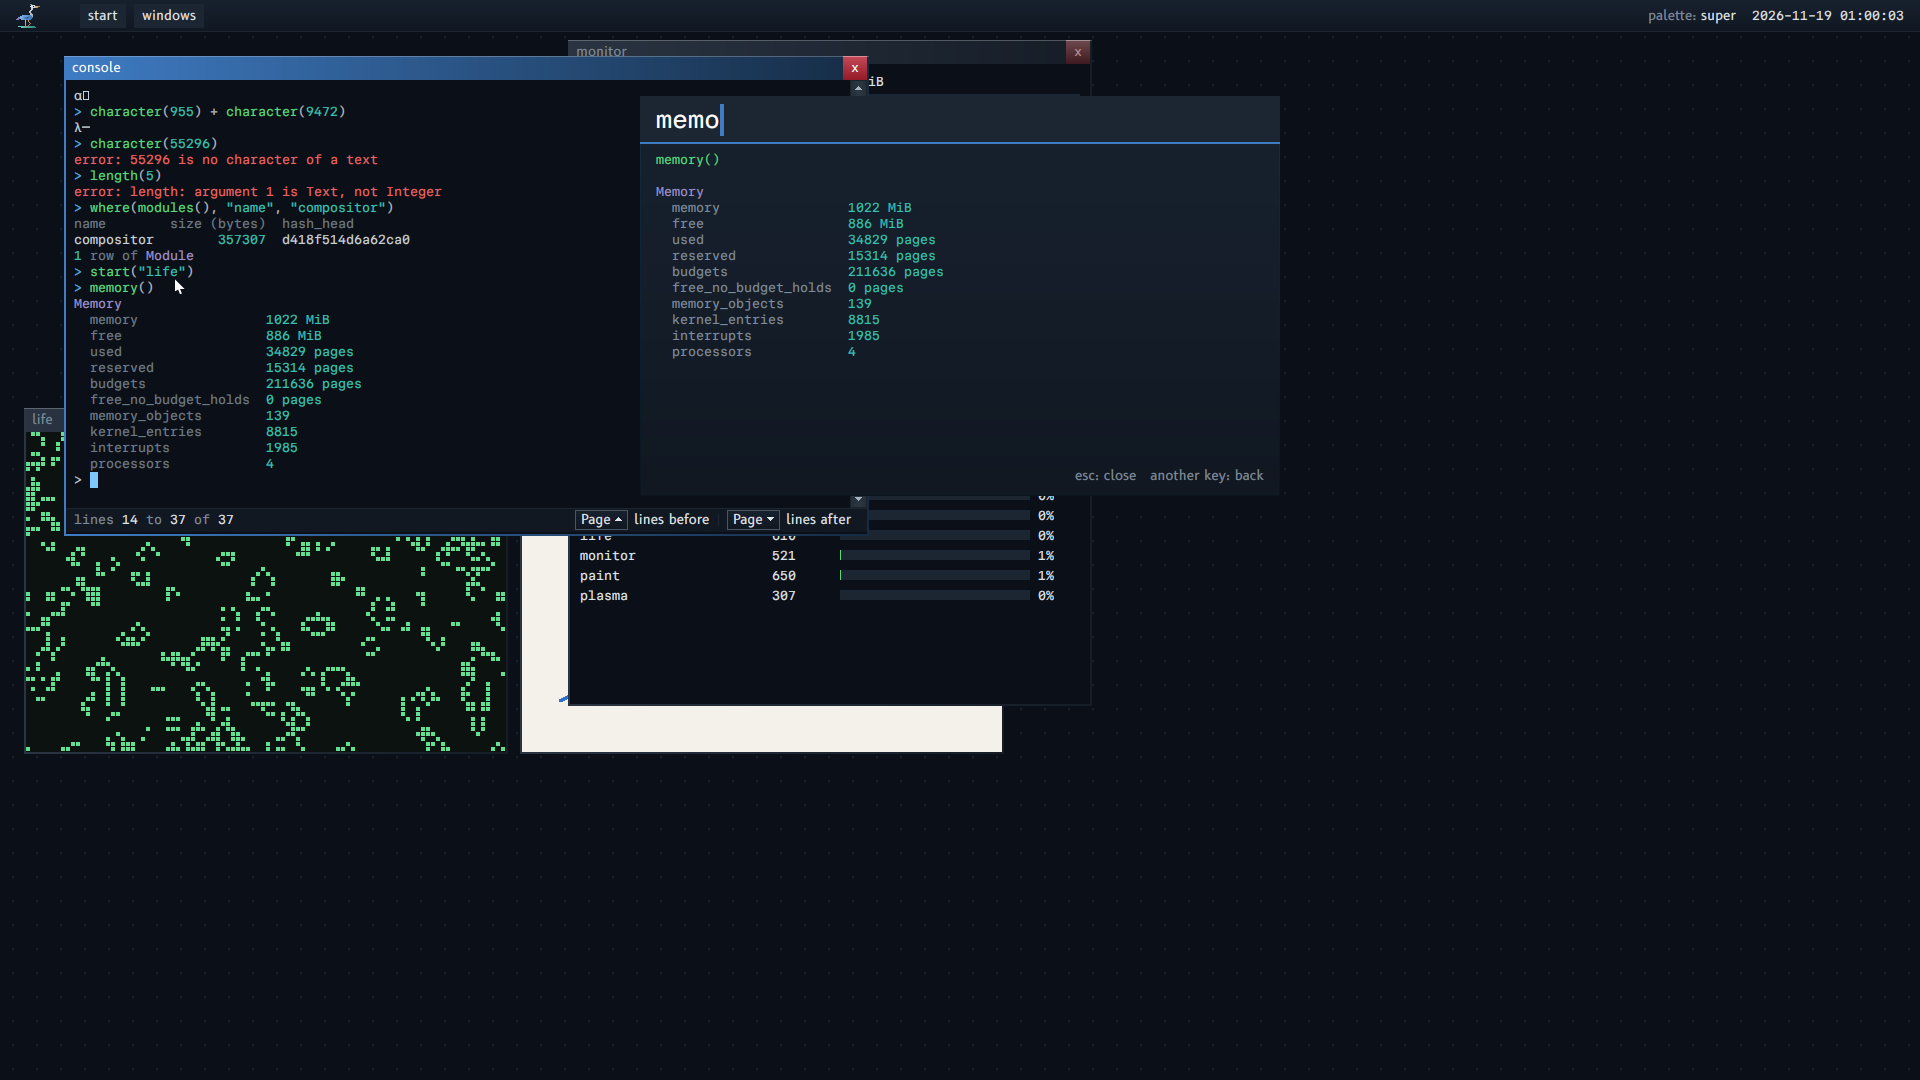 start windows palette: super 2026-11-19 01:00:03
monitor x
console x
iB
α▯
> character(955) + character(9472)
λ─
> character(55296)
error: 55296 is no character of a text
> length(5)
error: length: argument 1 is Text, not Integer
> where(modules(), "name", "compositor")
name size (bytes) hash_head
compositor 357307 d418f514d6a62ca0
1 row of Module
> start("life")
> memory()
Memory
memory 1022 MiB
free 886 MiB
used 34829 pages
reserved 15314 pages
budgets 211636 pages
free_no_budget_holds 0 pages
memory_objects 139
kernel_entries 8815
interrupts 1985
processors 4
>
lines 14 to 37 of 37 Page lines before Page lines after
memo
memory()
Memory
memory 1022 MiB
free 886 MiB
used 34829 pages
reserved 15314 pages
budgets 211636 pages
free_no_budget_holds 0 pages
memory_objects 139
kernel_entries 8815
interrupts 1985
processors 4
esc: close another key: back
life
0%
0%
0%
monitor 521 1%
paint 650 1%
plasma 307 0%